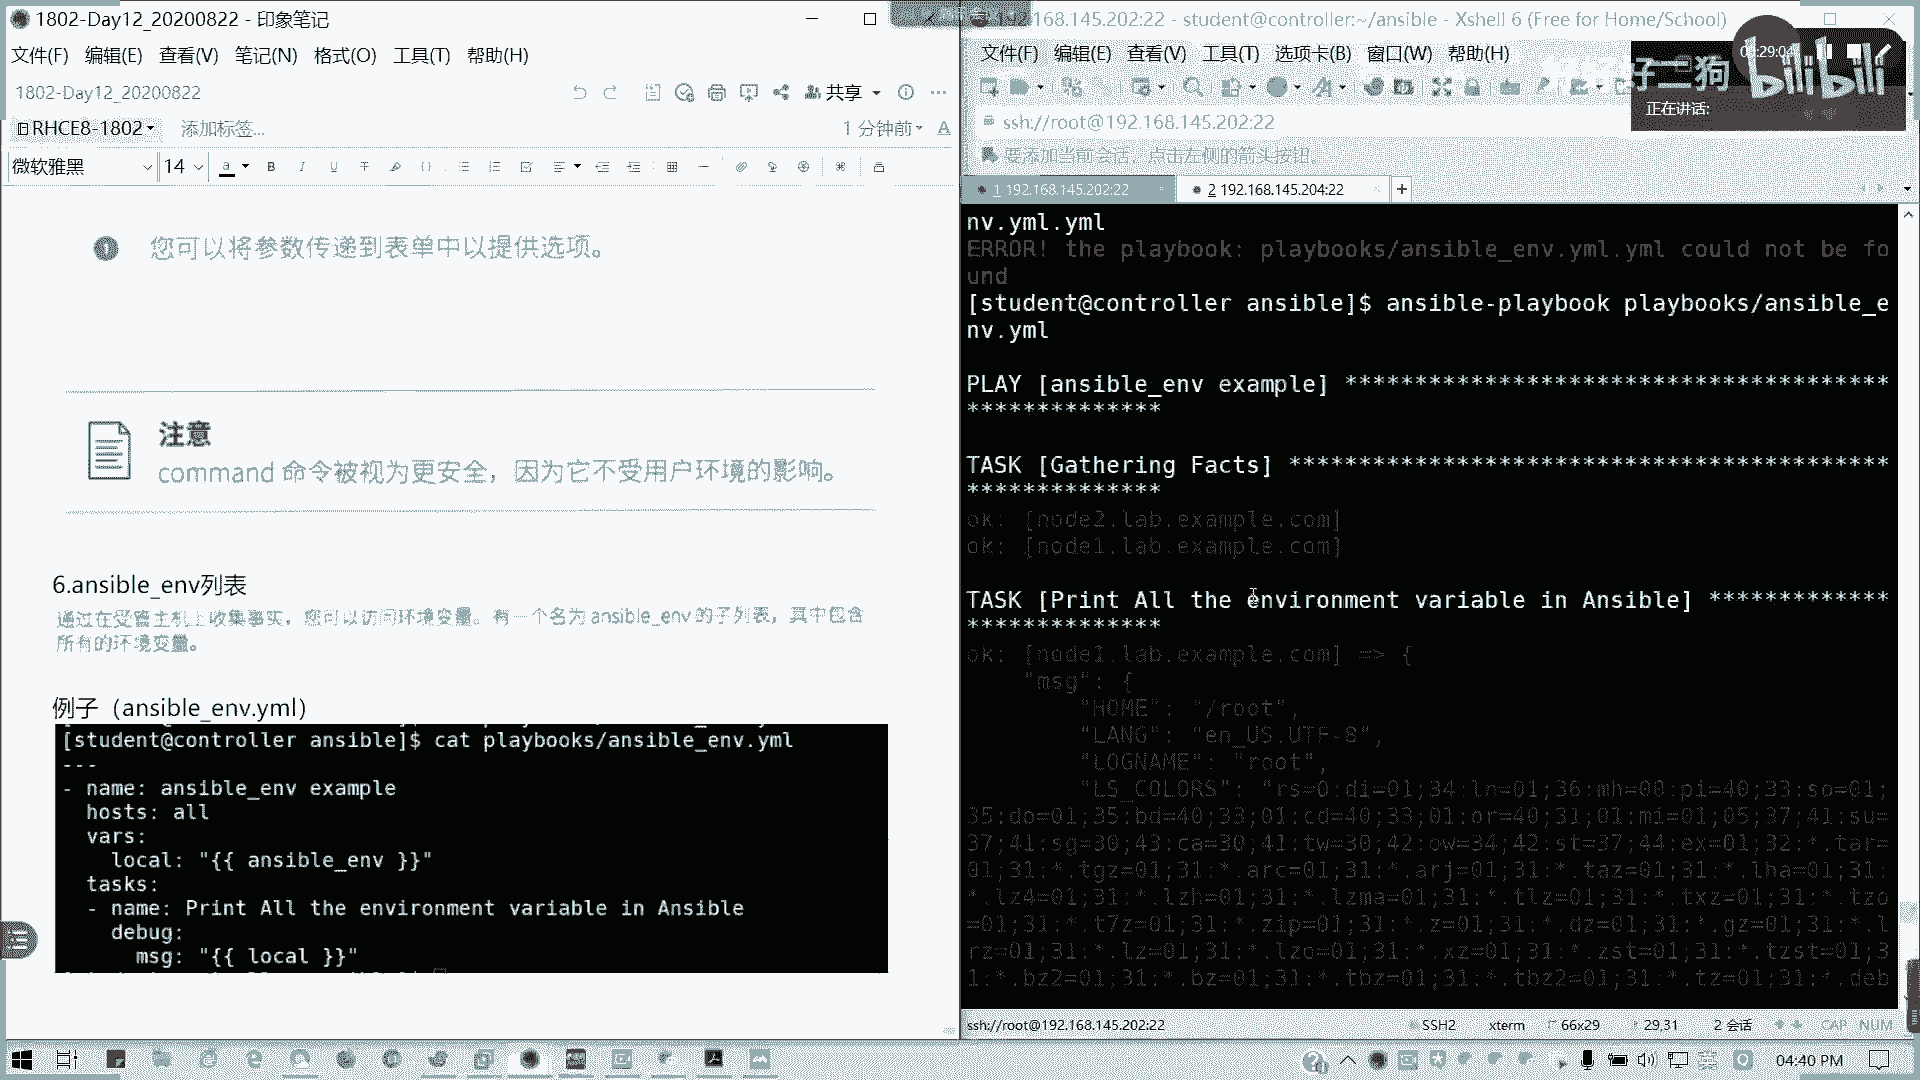 1802-Day12_20200822 - 印象笔记
文件(F) 编辑(E) 查看(V) 笔记(N) 格式(O) 工具(T) 帮助(H)
1802-Day12_20200822
共享
RHCE8-1802
添加标签...
1 分钟前
微软雅黑 14
1 您可以将参数传递到表单中以提供选项。
注意
command 命令被视为更安全，因为它不受用户环境的影响。
6.ansible_env列表
通过在受管主机上收集事实，您可以访问环境变量。有一个名为 ansible_env 的子列表，其中包含
所有的环境变量。
例子（ansible_env.yml）
[student@controller ansible]$ cat playbooks/ansible_env.yml
---
- name: ansible_env example
  hosts: all
  vars:
    local: "{{ ansible_env }}"
  tasks:
  - name: Print All the environment variable in Ansible
    debug:
      msg: "{{ local }}"
192.168.145.202:22 - student@controller:~/ansible - Xshell 6 (Free for Home/School)
文件(F) 编辑(E) 查看(V) 工具(T) 选项卡(B) 窗口(W) 帮助(H)
00:29:04
好二狗
bilibili
正在讲话:
ssh://root@192.168.145.202:22
要添加当前会话，点击左侧的箭头按钮。
1 192.168.145.202:22
2 192.168.145.204:22
nv.yml.yml
ERROR! the playbook: playbooks/ansible_env.yml.yml could not be fo
und
[student@controller ansible]$ ansible-playbook playbooks/ansible_e
nv.yml
PLAY [ansible_env example] ***************************************
**************
TASK [Gathering Facts] *******************************************
**************
ok: [node2.lab.example.com]
ok: [node1.lab.example.com]
TASK [Print All the environment variable in Ansible] *************
**************
ok: [node1.lab.example.com] => {
    "msg": {
        "HOME": "/root",
        "LANG": "en_US.UTF-8",
        "LOGNAME": "root",
        "LS_COLORS": "rs=0:di=01;34:ln=01;36:mh=00:pi=40;33:so=01;
35:do=01;35:bd=40;33;01:cd=40;33;01:or=40;31;01:mi=01;05;37;41:su=
37;41:sg=30;43:ca=30;41:tw=30;42:ow=34;42:st=37;44:ex=01;32:*.tar=
01;31:*.tgz=01;31:*.arc=01;31:*.arj=01;31:*.taz=01;31:*.lha=01;31:
*.lz4=01;31:*.lzh=01;31:*.lzma=01;31:*.tlz=01;31:*.txz=01;31:*.tzo
=01;31:*.t7z=01;31:*.zip=01;31:*.z=01;31:*.dz=01;31:*.gz=01;31:*.l
rz=01;31:*.lz=01;31:*.lzo=01;31:*.xz=01;31:*.zst=01;31:*.tzst=01;3
1:*.bz2=01;31:*.bz=01;31:*.tbz=01;31:*.tbz2=01;31:*.tz=01;31:*.deb
ssh://root@192.168.145.202:22
SSH2
xterm
66x29
29,31
2 会话
CAP NUM
04:40 PM